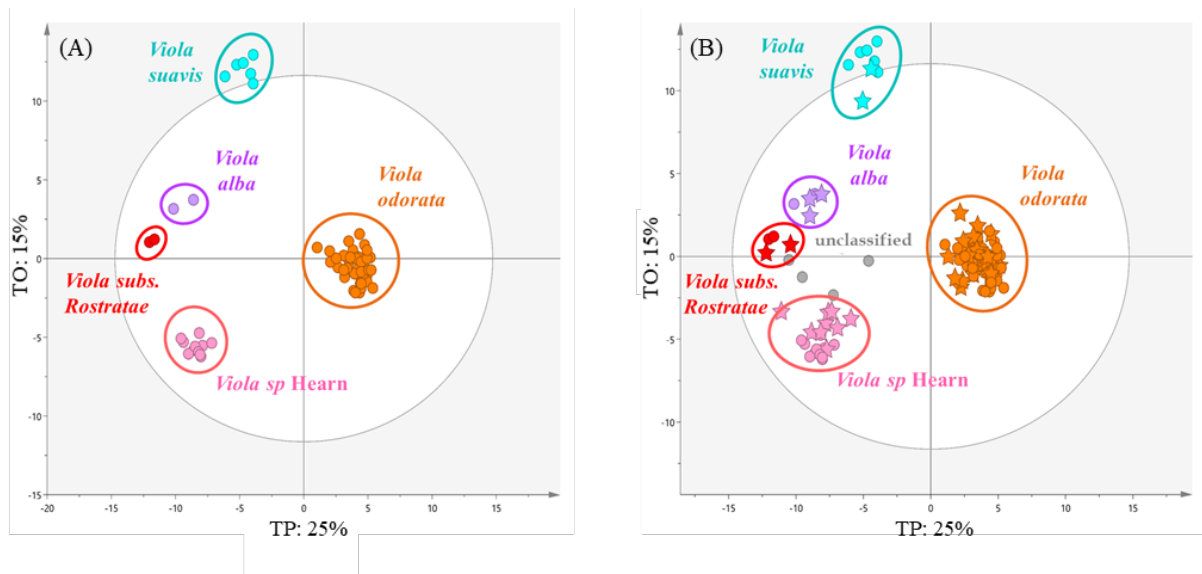 (A)
Viola
suavis
Viola
alba
Viola
odorata
Viola subs.
Rostratae
Viola sp Hearn
10
5
0
-5
-10
-15
-20
-15
-10
-5
0
5
10
15
TO: 15%
TP: 25%
(B)
Viola
suavis
Viola
alba
Viola
odorata
unclassified
Viola subs.
Rostratae
Viola sp Hearn
10
5
0
-5
-10
-15
-10
-5
0
5
10
15
TO: 15%
TP: 25%